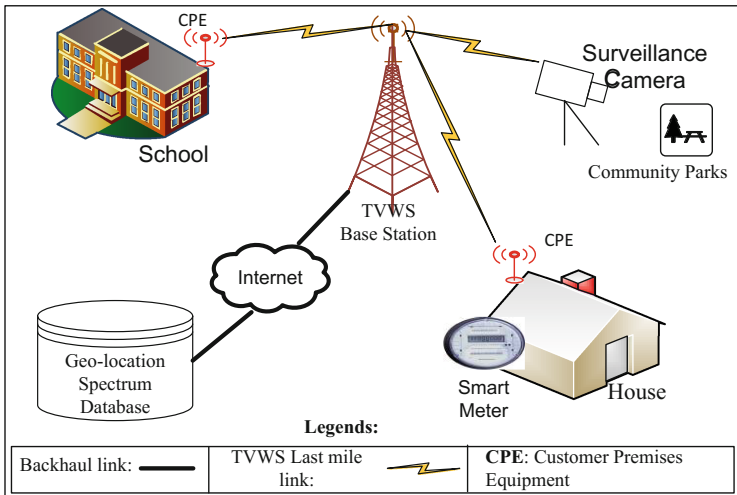 CPE
School
Surveillance
Camera
Community Parks
TVWS
Base Station
CPE
Internet
Geo-location
Spectrum
Database
Smart
Meter
House
Legends:
Backhaul link:
TVWS Last mile
link:
CPE: Customer Premises
Equipment